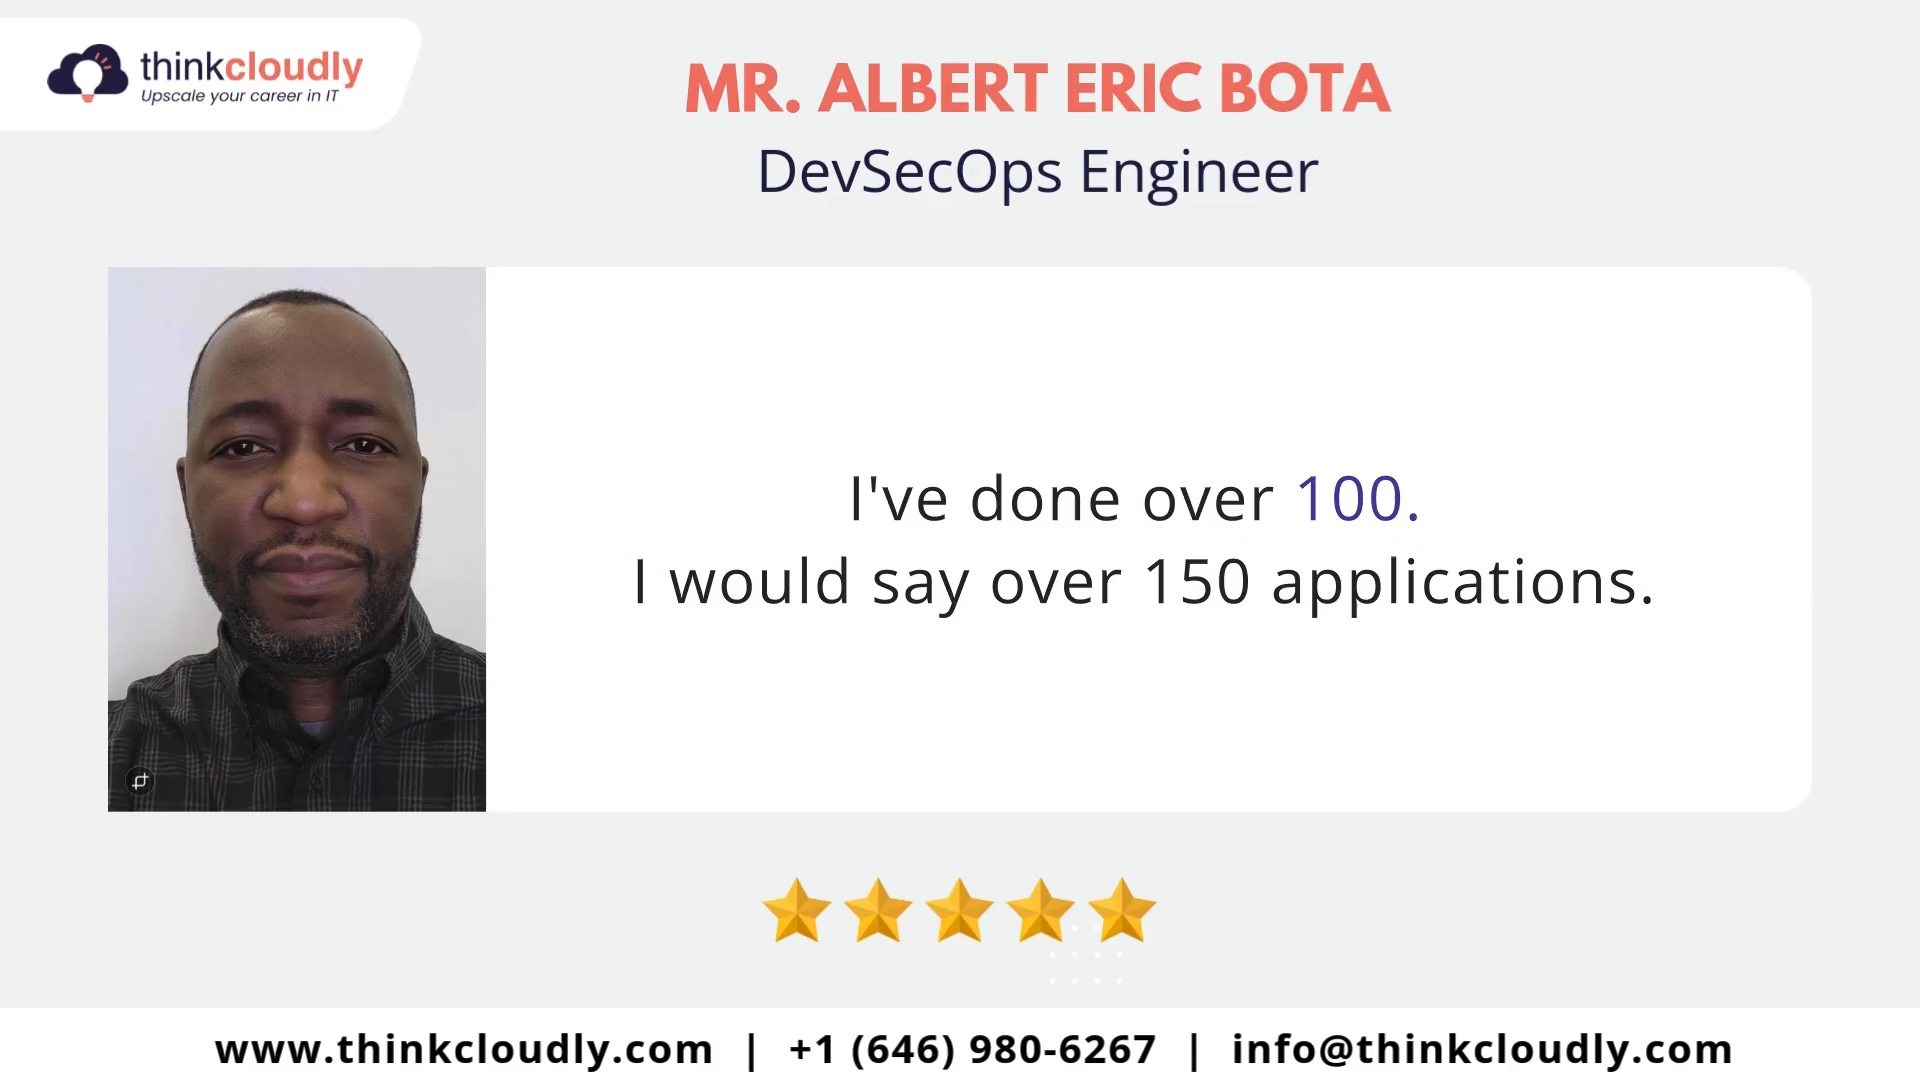 thinkcloudly
Upscale your career in IT
MR. ALBERT ERIC BOTA
DevSecOps Engineer
I've done over 100.
I would say over 150 applications.
www.thinkcloudly.com | +1 (646) 980-6267 | info@thinkcloudly.com